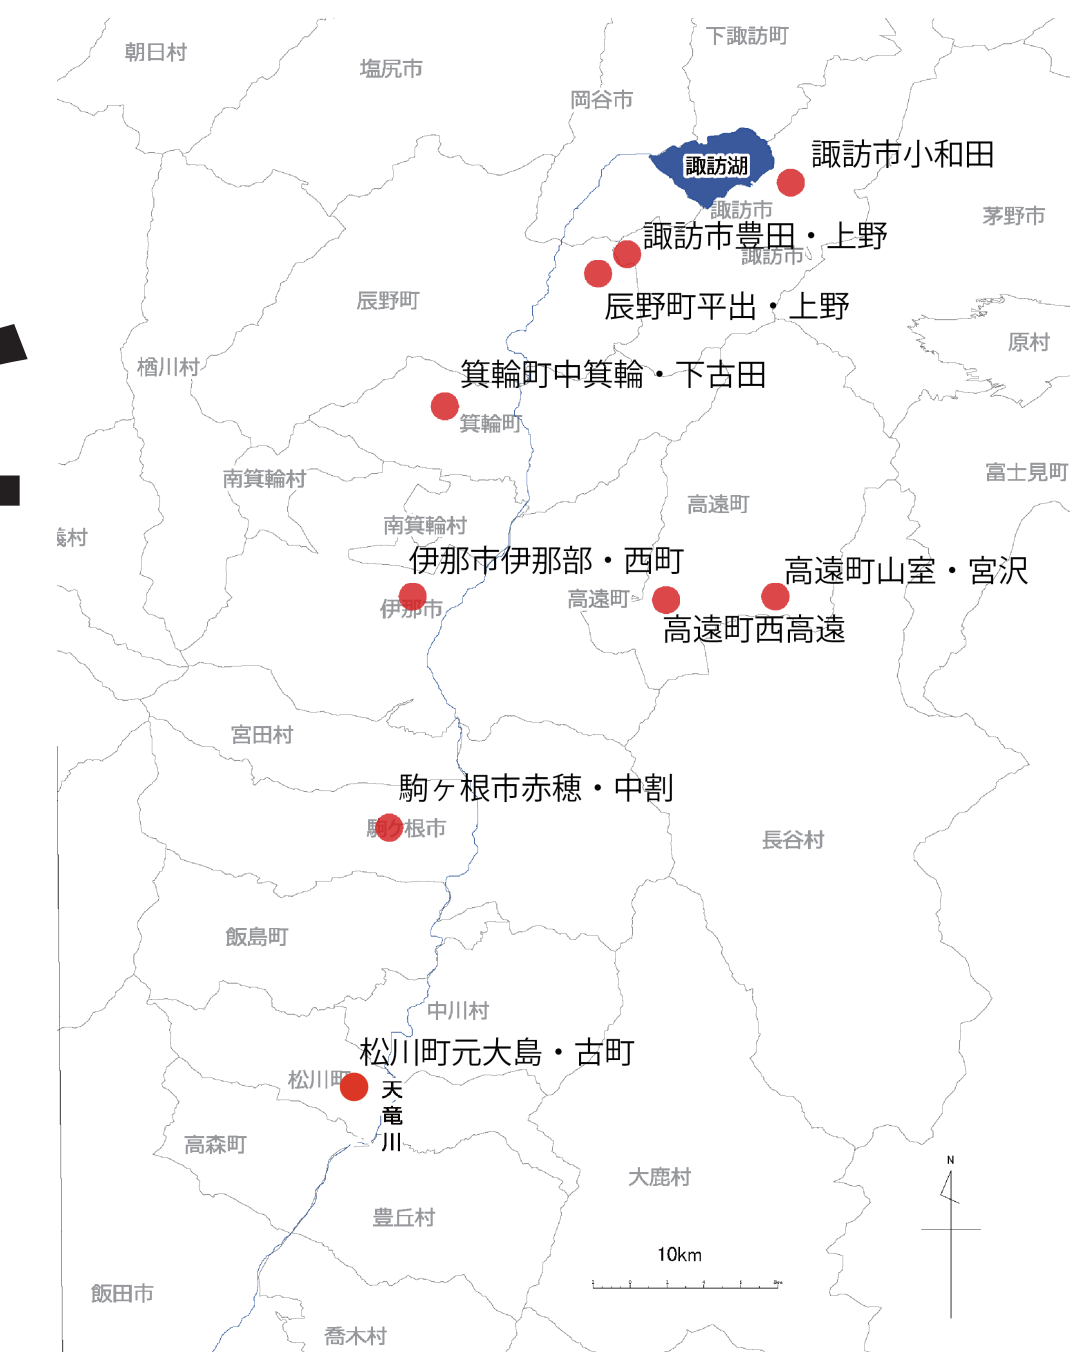 下諏訪町
朝日村
塩尻市
岡谷市
諏訪市小和田
諏訪湖
諏訪市
茅野市
諏訪市豊田・上野
諏訪市
辰野町
辰野町平出・上野
原村
楢川村
箕輪町中箕輪・下古田
箕輪町
富士見町
南箕輪村
高遠町
南箕輪村
村
伊那市伊那部・西町
高遠町山室・宮沢
高遠町
伊那市
高遠町西高遠
宮田村
駒ヶ根市赤穂・中割
駒ケ根市
長谷村
飯島町
中川村
松川町元大島・古町
松川町
天竜川
高森町
N
大鹿村
豊丘村
10km
飯田市
喬木村